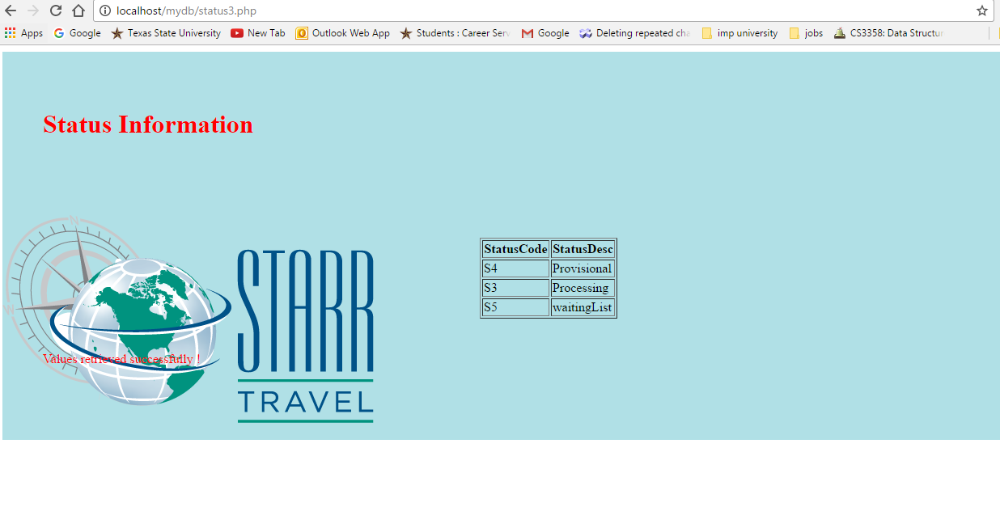 localhost/mydb/status3.php
Apps Google Texas State University New Tab Outlook Web App Students : Career Serv Google Deleting repeated cha imp university jobs CS3358: Data Structur
Status Information
N
W
STARR
TRAVEL
StatusCode StatusDesc
S4 Provisional
S3 Processing
S5 waitingList
Values retrieved successfully !